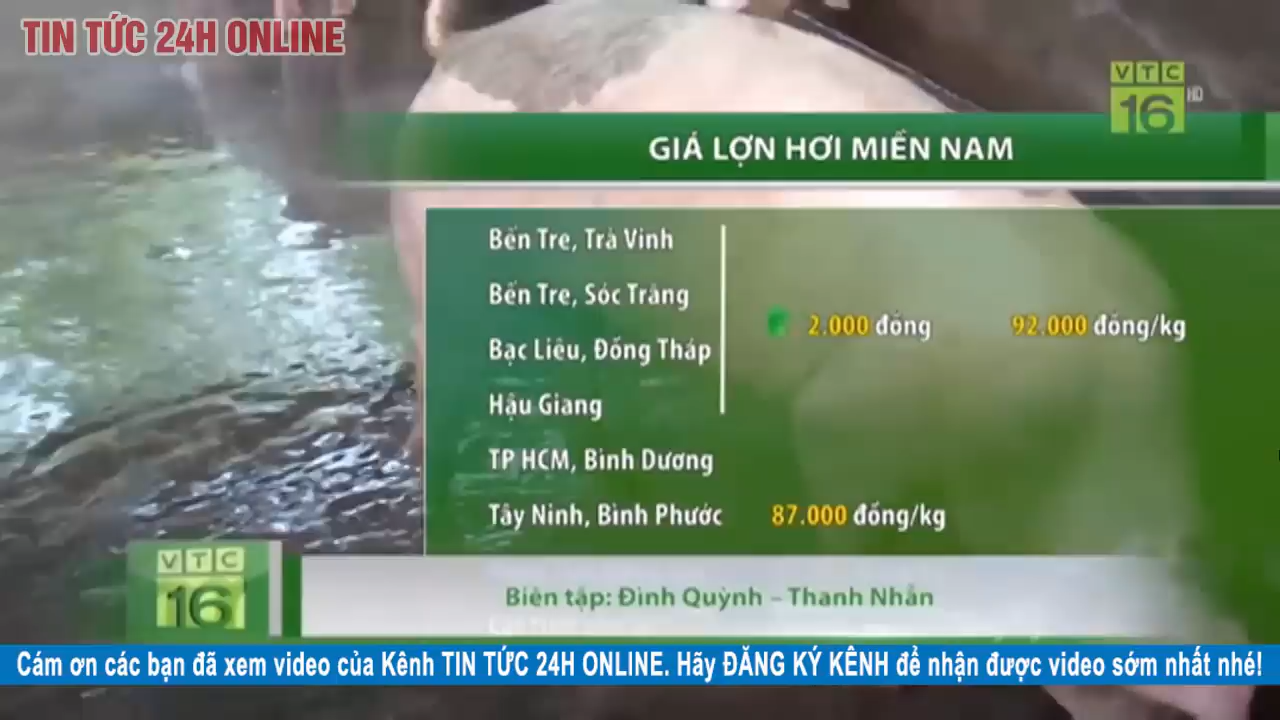 TIN TỨC 24H ONLINE
VTC
16 HD
GIÁ LỢN HƠI MIỀN NAM
Bến Tre, Trà Vinh
Bến Tre, Sóc Trăng
2.000 đồng 92.000 đồng/kg
Bạc Liêu, Đồng Tháp
Hậu Giang
TP HCM, Bình Dương
Tây Ninh, Bình Phước 87.000 đồng/kg
VTC
16
Biên tập: Đình Quỳnh – Thanh Nhẫn
Cám ơn các bạn đã xem video của Kênh TIN TỨC 24H ONLINE. Hãy ĐĂNG KÝ KÊNH để nhận được video sớm nhất nhé!